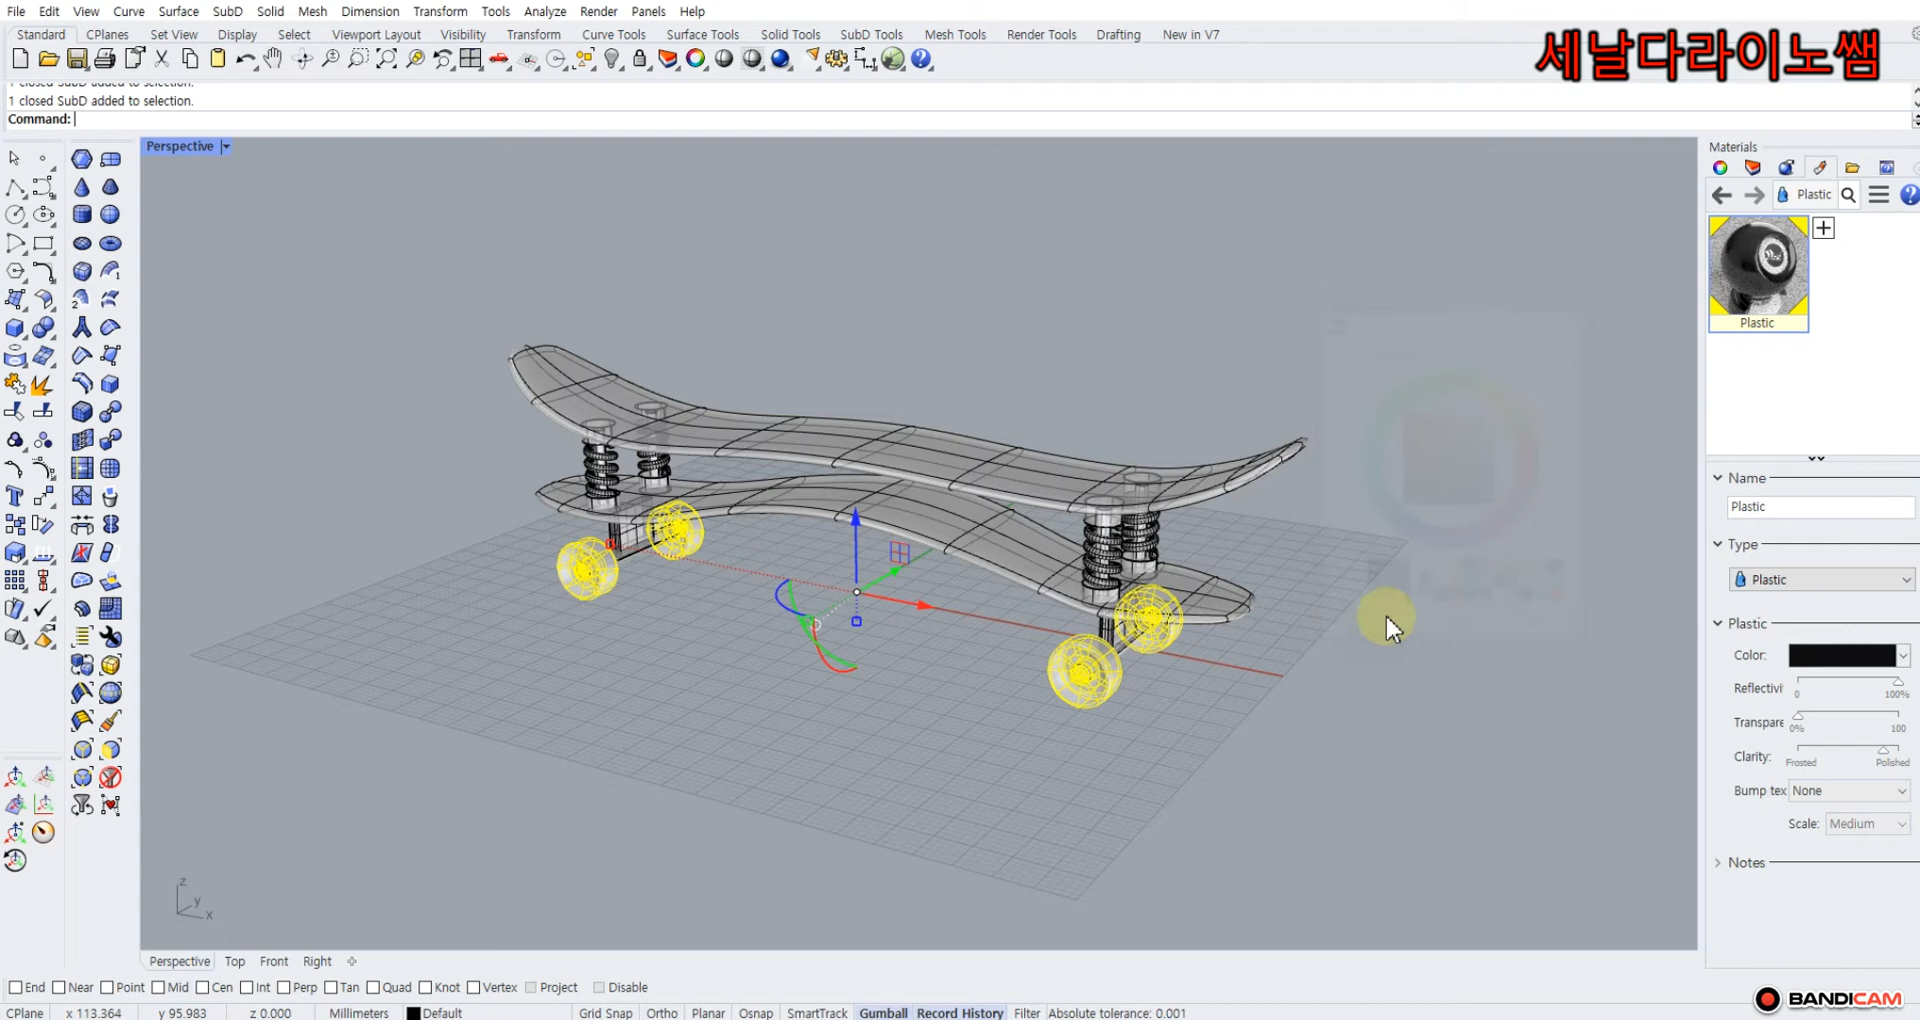 File Edit View Curve Surface SubD Solid Mesh Dimension Transform Tools Analyze Render Panels Help
Standard CPlanes Set View Display Select Viewport Layout Visibility Transform Curve Tools Surface Tools Solid Tools SubD Tools Mesh Tools Render Tools Drafting New in V7
세날다라이노쌤
1 closed SubD added to selection.
1 closed SubD added to selection.
Command:
Perspective
Materials
Plastic
Plastic
Name
Plastic
Type
Plastic
Plastic
Color:
Reflectivi
0 100%
Transpare
0% 100
Clarity:
Frosted Polished
Bump tex None
Scale: Medium
Notes
z
y
x
Perspective Top Front Right
End Near Point Mid Cen Int Perp Tan Quad Knot Vertex Project Disable
BANDICAM
CPlane x 113.364 y 95.983 z 0.000 Millimeters Default Grid Snap Ortho Planar Osnap SmartTrack Gumball Record History Filter Absolute tolerance: 0.001